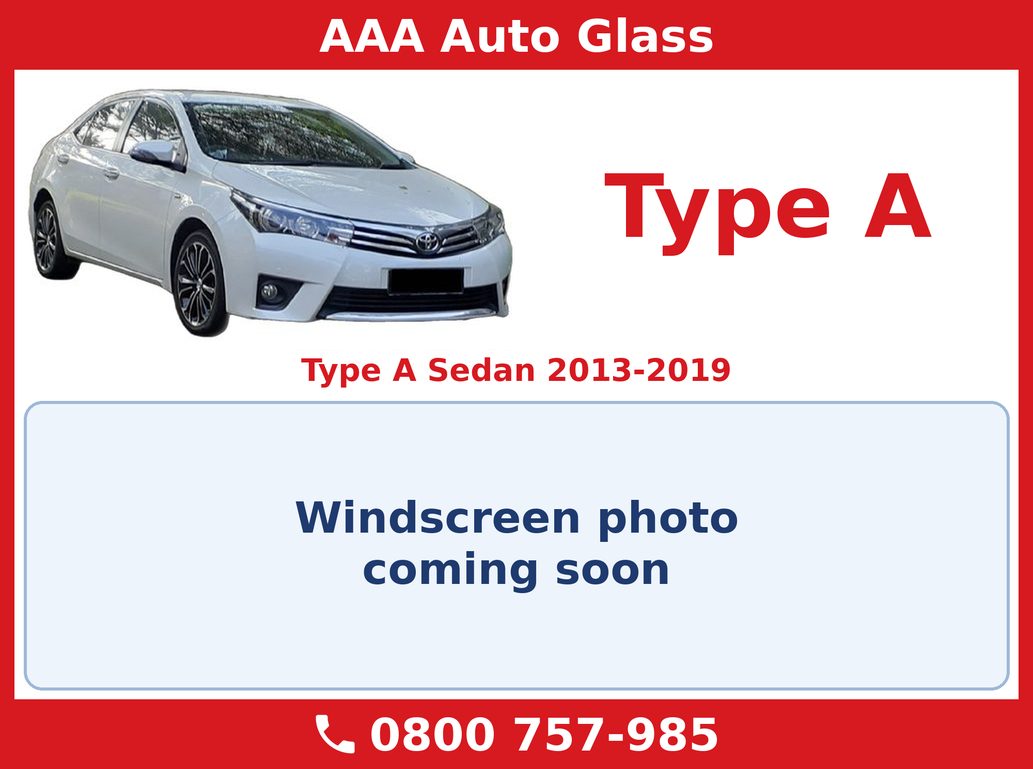 AAA Auto Glass
Type A
Type A Sedan 2013-2019
Windscreen photo
coming soon
0800 757-985